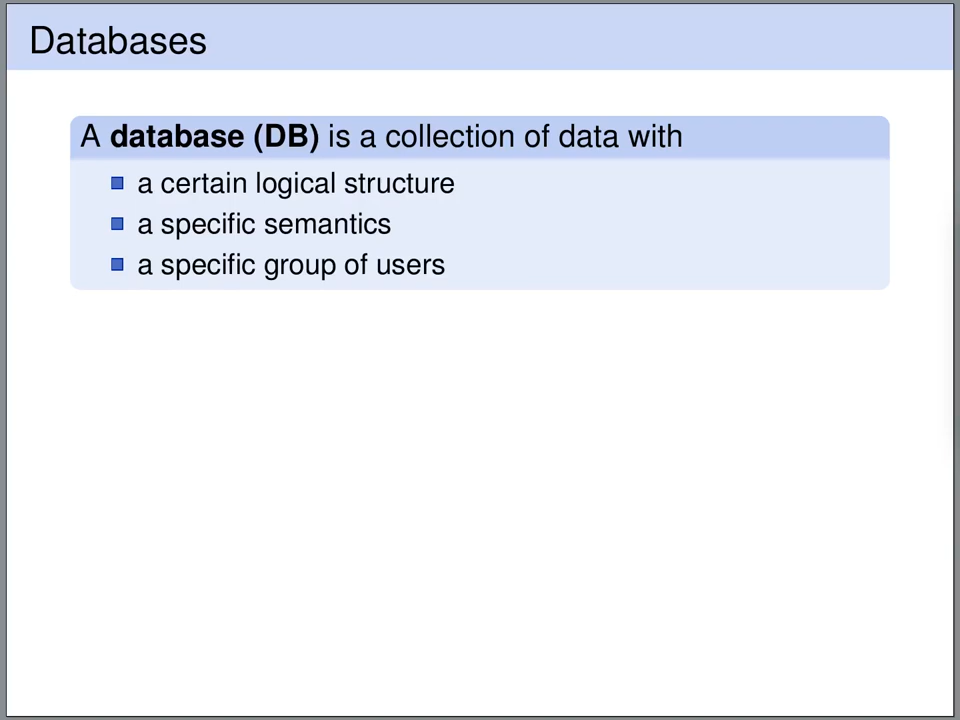 Databases
A database (DB) is a collection of data with
a certain logical structure
a specific semantics
a specific group of users